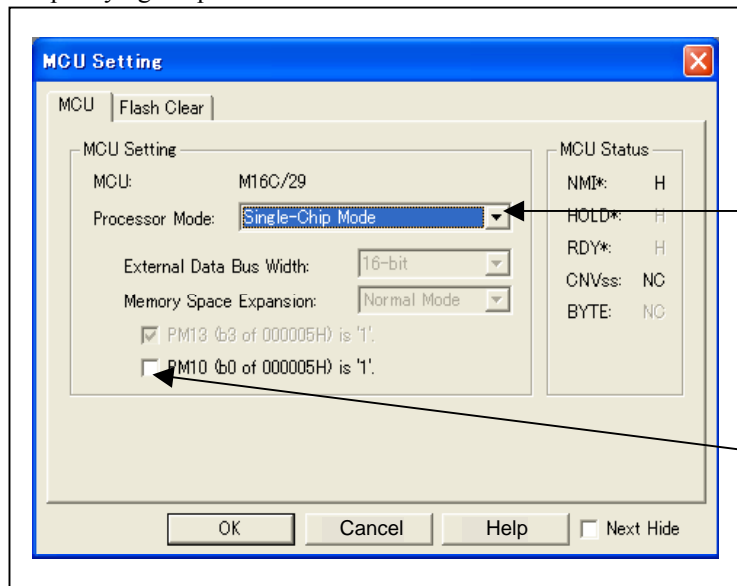 MCU Setting
MCU
Flash Clear
MCU Setting
MCU: M16C/29
Processor Mode: Single-Chip Mode
External Data Bus Width: 16-bit
Memory Space Expansion: Normal Mode
PM13 (b3 of 000005H) is '1'.
PM10 (b0 of 000005H) is '1'.
MCU Status
NMI*: H
HOLD*: H
RDY*: H
CNVss: NC
BYTE: NC
OK
Cancel
Help
Next Hide